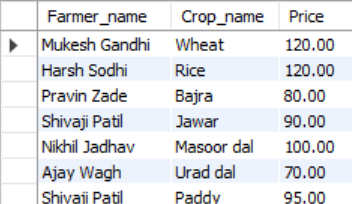 Farmer_name Crop_name Price
Mukesh Gandhi Wheat 120.00
Harsh Sodhi Rice 120.00
Pravin Zade Bajra 80.00
Shivaji Patil Jawar 90.00
Nikhil Jadhav Masoor dal 100.00
Ajay Wagh Urad dal 70.00
Shivaji Patil Paddy 95.00